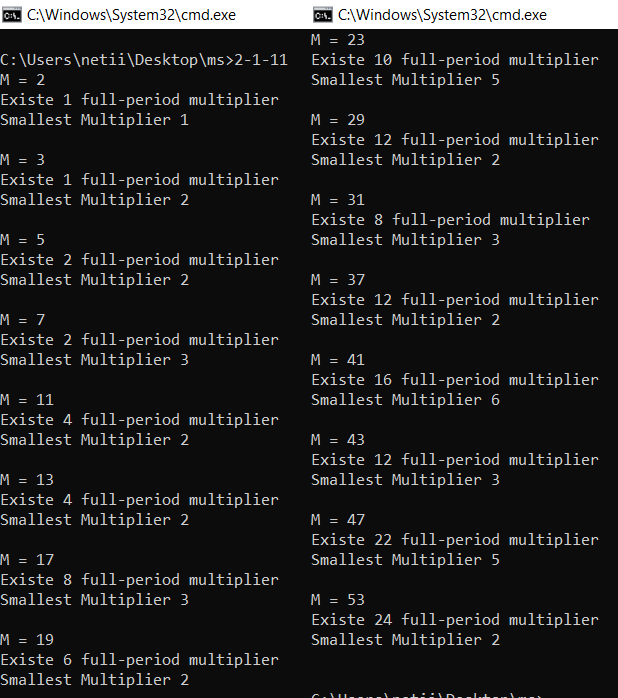 C:\Windows\System32\cmd.exe
C:\Users\netii\Desktop\ms>2-1-11
M = 2
Existe 1 full-period multiplier
Smallest Multiplier 1
M = 3
Existe 1 full-period multiplier
Smallest Multiplier 2
M = 5
Existe 2 full-period multiplier
Smallest Multiplier 2
M = 7
Existe 2 full-period multiplier
Smallest Multiplier 3
M = 11
Existe 4 full-period multiplier
Smallest Multiplier 2
M = 13
Existe 4 full-period multiplier
Smallest Multiplier 2
M = 17
Existe 8 full-period multiplier
Smallest Multiplier 3
M = 19
Existe 6 full-period multiplier
Smallest Multiplier 2
C:\Windows\System32\cmd.exe
M = 23
Existe 10 full-period multiplier
Smallest Multiplier 5
M = 29
Existe 12 full-period multiplier
Smallest Multiplier 2
M = 31
Existe 8 full-period multiplier
Smallest Multiplier 3
M = 37
Existe 12 full-period multiplier
Smallest Multiplier 2
M = 41
Existe 16 full-period multiplier
Smallest Multiplier 6
M = 43
Existe 12 full-period multiplier
Smallest Multiplier 3
M = 47
Existe 22 full-period multiplier
Smallest Multiplier 5
M = 53
Existe 24 full-period multiplier
Smallest Multiplier 2